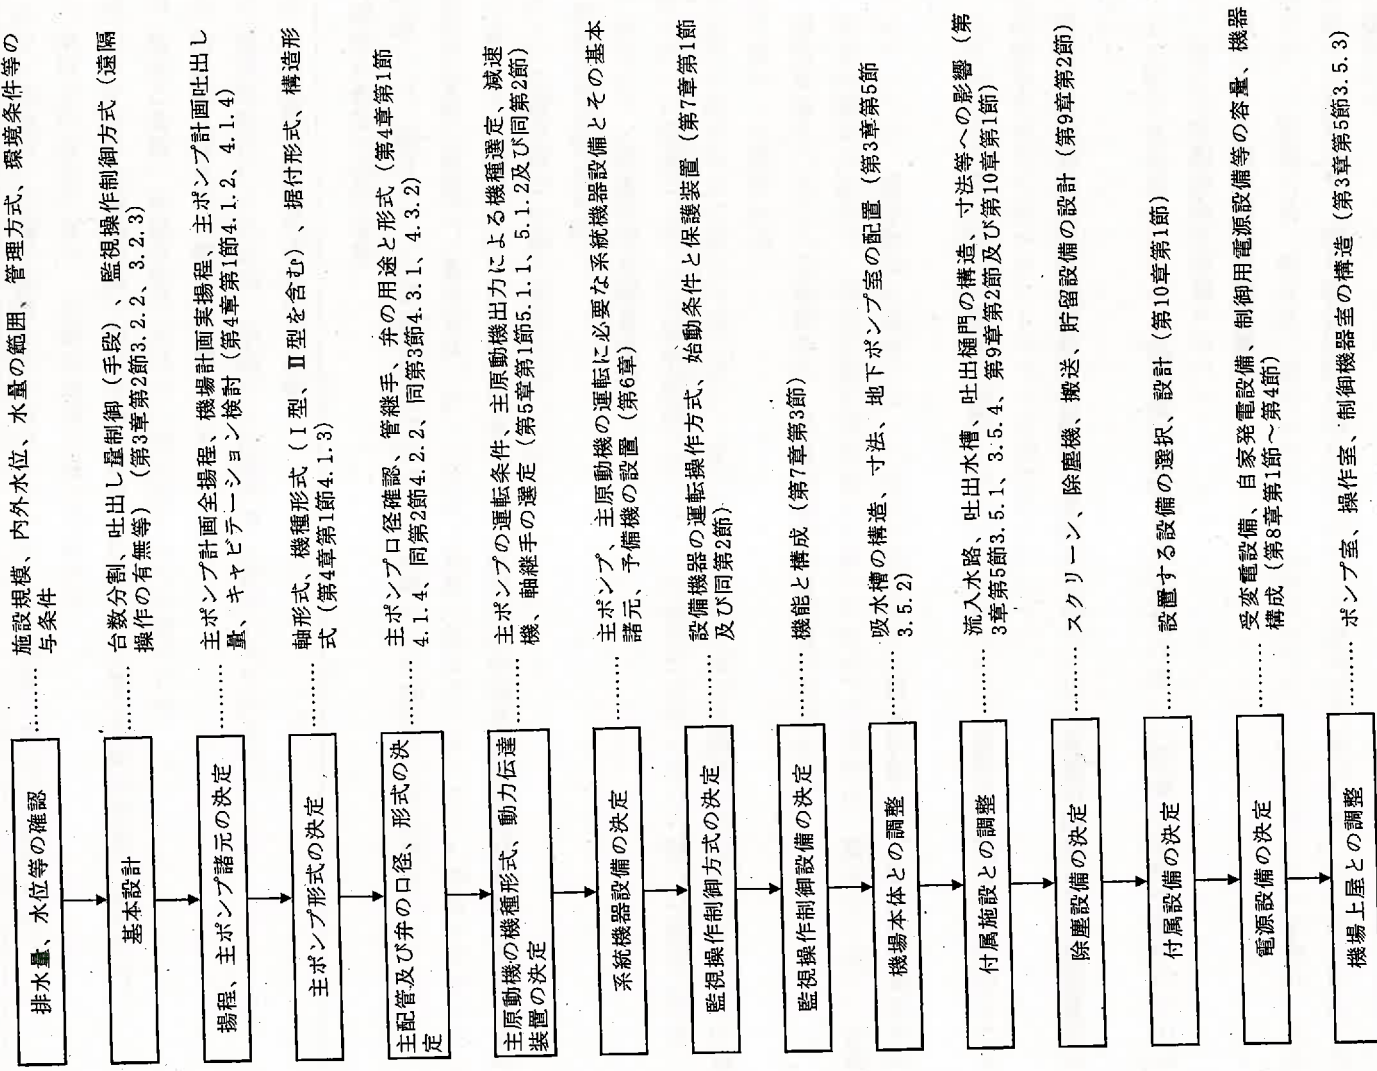 排水量、水位等の確認
………
施設規模、内外水位、水量の範囲、管理方式、環境条件等の
与条件
基本設計
………
台数分割、吐出し量制御（手段）、監視操作制御方式（遠隔
操作の有無等）（第3章第2節3.2.2、3.2.3）
揚程、主ポンプ諸元の決定
………
主ポンプ計画全揚程、機場計画実揚程、主ポンプ計画吐出し
量、キャビテーション検討（第4章第1節4.1.2、4.1.4）
主ポンプ形式の決定
………
軸形式、機種形式（Ⅰ型、Ⅱ型を含む）、据付形式、構造形
式（第4章第1節4.1.3）
主配管及び弁の口径、形式の決
定
………
主ポンプ口径確認、管継手、弁の用途と形式（第4章第1節
4.1.4、同第2節4.2.2、同第3節4.3.1、4.3.2）
主原動機の機種形式、動力伝達
装置の決定
………
主ポンプの運転条件、主原動機出力による機種選定、減速
機、軸継手の選定（第5章第1節5.1.1、5.1.2及び同第2節）
系統機器設備の決定
………
主ポンプ、主原動機の運転に必要な系統機器設備とその基本
諸元、予備機の設置（第6章）
監視操作制御方式の決定
………
設備機器の運転操作方式、始動条件と保護装置（第7章第1節
及び同第2節）
監視操作制御設備の決定
………
機能と構成（第7章第3節）
機場本体との調整
………
吸水槽の構造、寸法、地下ポンプ室の配置（第3章第5節
3.5.2）
付属施設との調整
………
流入水路、吐出水槽、吐出樋門の構造、寸法等への影響（第
3章第5節3.5.1、3.5.4、第9章第2節及び第10章第1節）
除塵設備の決定
………
スクリーン、除塵機、搬送、貯留設備の設計（第9章第2節）
付属設備の決定
………
設置する設備の選択、設計（第10章第1節）
電源設備の決定
………
受変電設備、自家発電設備、制御用電源設備等の容量、機器
構成（第8章第1節～第4節）
機場上屋との調整
………
ポンプ室、操作室、制御機器室の構造（第3章第5節3.5.3）